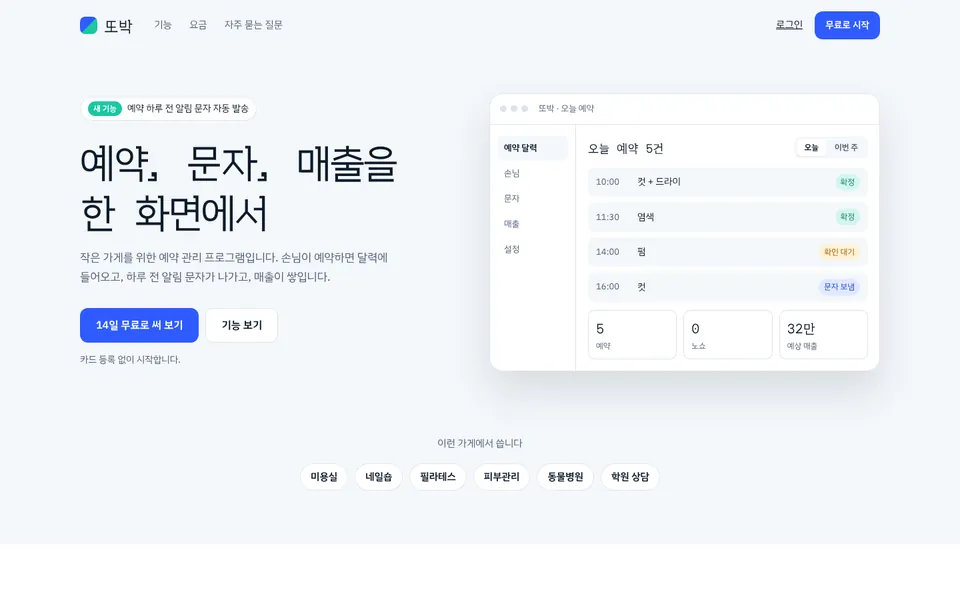 또박
기능
요금
자주 묻는 질문
로그인
무료로 시작
새 기능 예약 하루 전 알림 문자 자동 발송
예약, 문자, 매출을
한 화면에서
작은 가게를 위한 예약 관리 프로그램입니다. 손님이 예약하면 달력에
들어오고, 하루 전 알림 문자가 나가고, 매출이 쌓입니다.
14일 무료로 써 보기
기능 보기
카드 등록 없이 시작합니다.
또박 · 오늘 예약
예약 달력
손님
문자
매출
설정
오늘 예약 5건
오늘
이번 주
10:00 컷 + 드라이 확정
11:30 염색 확정
14:00 펌 확인 대기
16:00 컷 문자 보냄
5
예약
0
노쇼
32만
예상 매출
이런 가게에서 씁니다
미용실
네일숍
필라테스
피부관리
동물병원
학원 상담